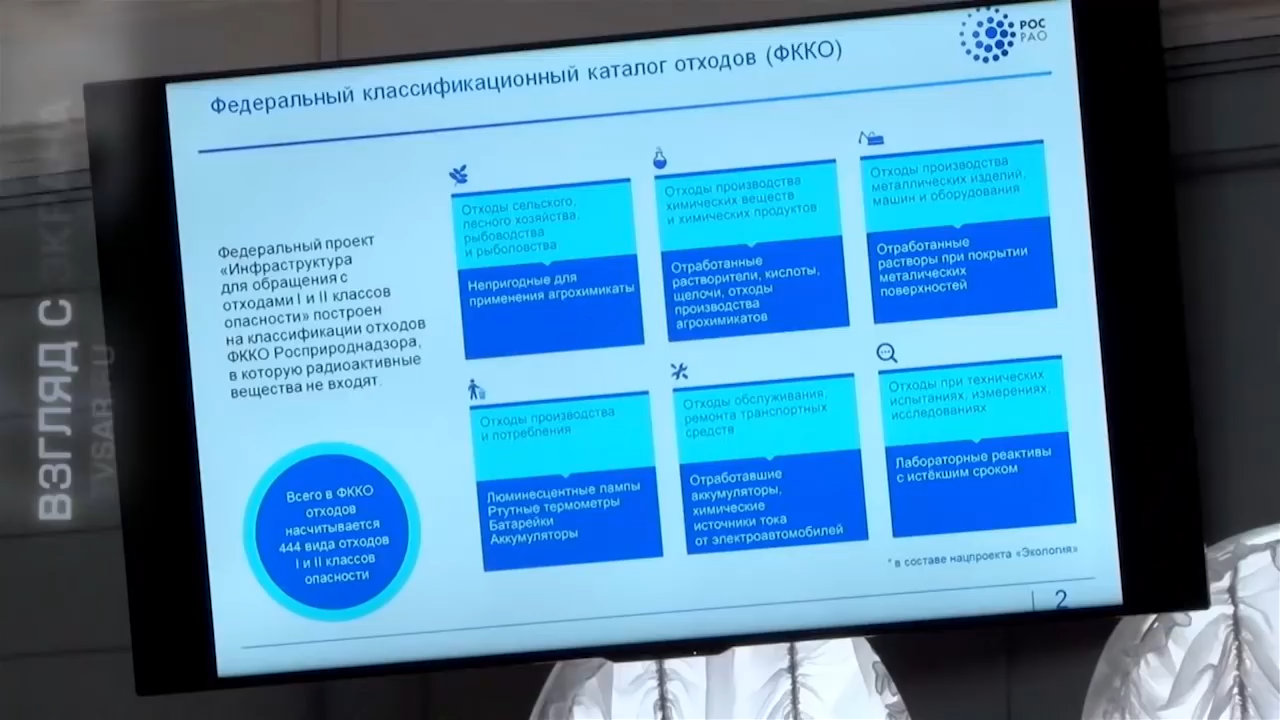 Федеральный классификационный каталог отходов (ФККО)
РОС
РАО
Федеральный проект
«Инфраструктура
для обращения с
отходами I и II классов
опасности» построен
на классификации отходов
ФККО Росприроднадзора,
в которую радиоактивные
вещества не входят.
Всего в ФККО
отходов
насчитывается
444 вида отходов
I и II классов
опасности
Отходы сельского,
лесного хозяйства,
рыбоводства
и рыболовства
Непригодные для
применения агрохимикаты
Отходы производства
химических веществ
и химических продуктов
Отработанные
растворители, кислоты,
щелочи, отходы
производства
агрохимикатов
Отходы производства
металлических изделий,
машин и оборудования
Отработанные
растворы при покрытии
металических
поверхностей
Отходы производства
и потребления
Люминесцентные лампы
Ртутные термометры
Батарейки
Аккумуляторы
Отходы обслуживания,
ремонта транспортных
средств
Отработавшие
аккумуляторы,
химические
источники тока
от электроавтомобилей
Отходы при технических
испытаниях, измерениях,
исследованиях
Лабораторные реактивы
с истёкшим сроком
* в составе нацпроекта «Экология»
2
ВЗГЛЯД С ЭКРАНА
VSAR.RU